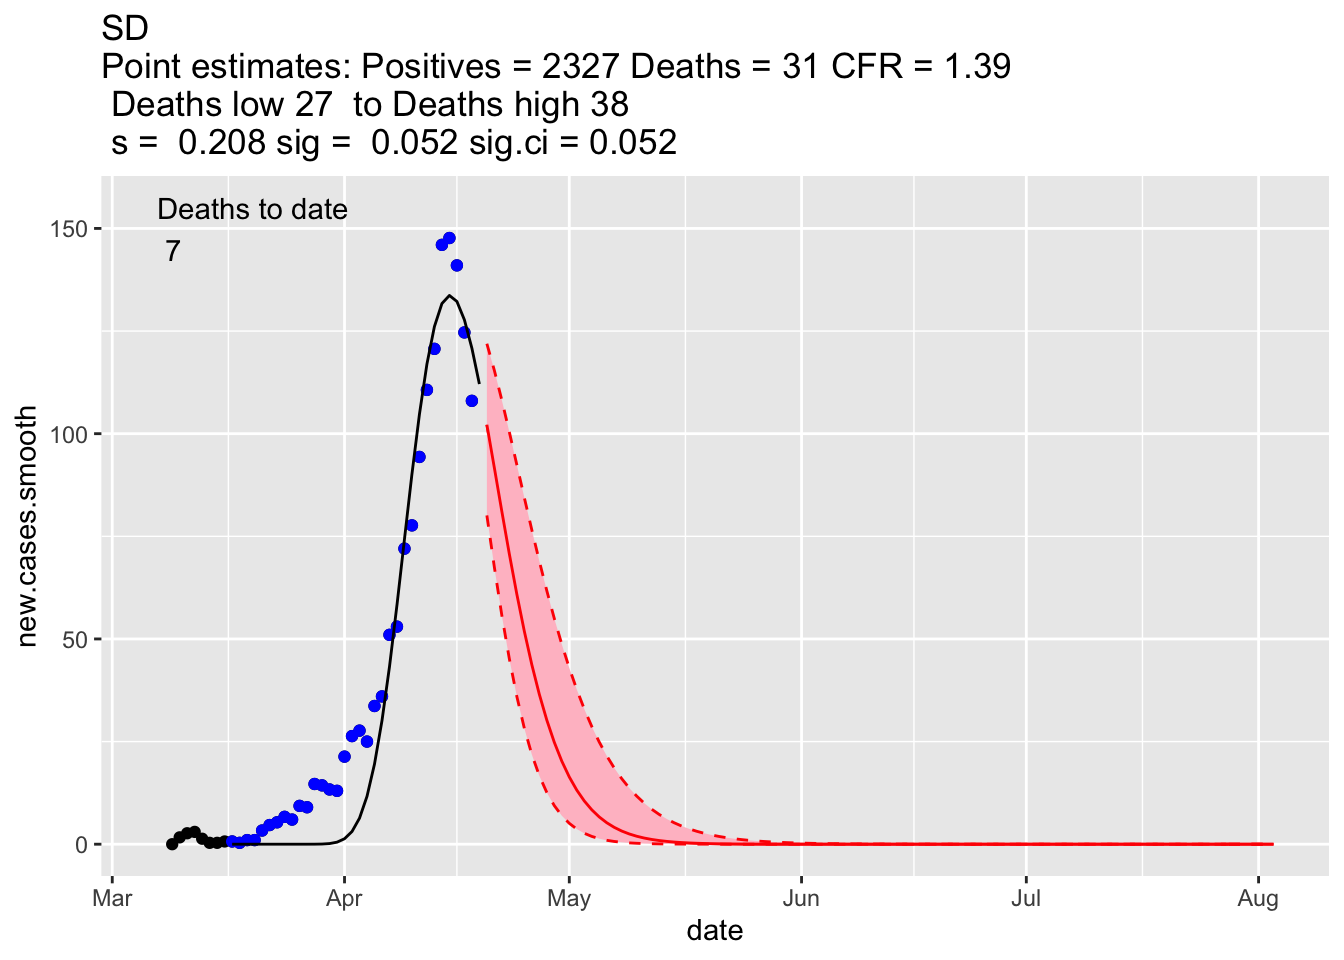 SD
Point estimates: Positives = 2327 Deaths = 31 CFR = 1.39
Deaths low 27  to Deaths high 38
s =  0.208 sig =  0.052 sig.ci = 0.052
Deaths to date
7
150
100
50
0
new.cases.smooth
Mar Apr May Jun Jul Aug
date